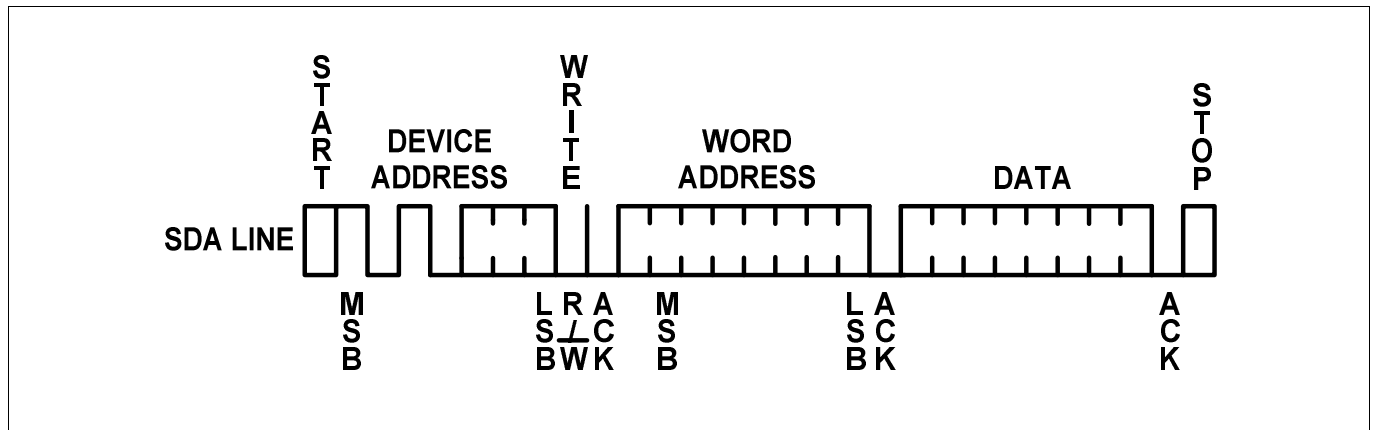 START
WRITE
STOP
DEVICE
ADDRESS
WORD
ADDRESS
DATA
SDA LINE
MSB
LSB
R/W
ACK
MSB
LSB
ACK
ACK